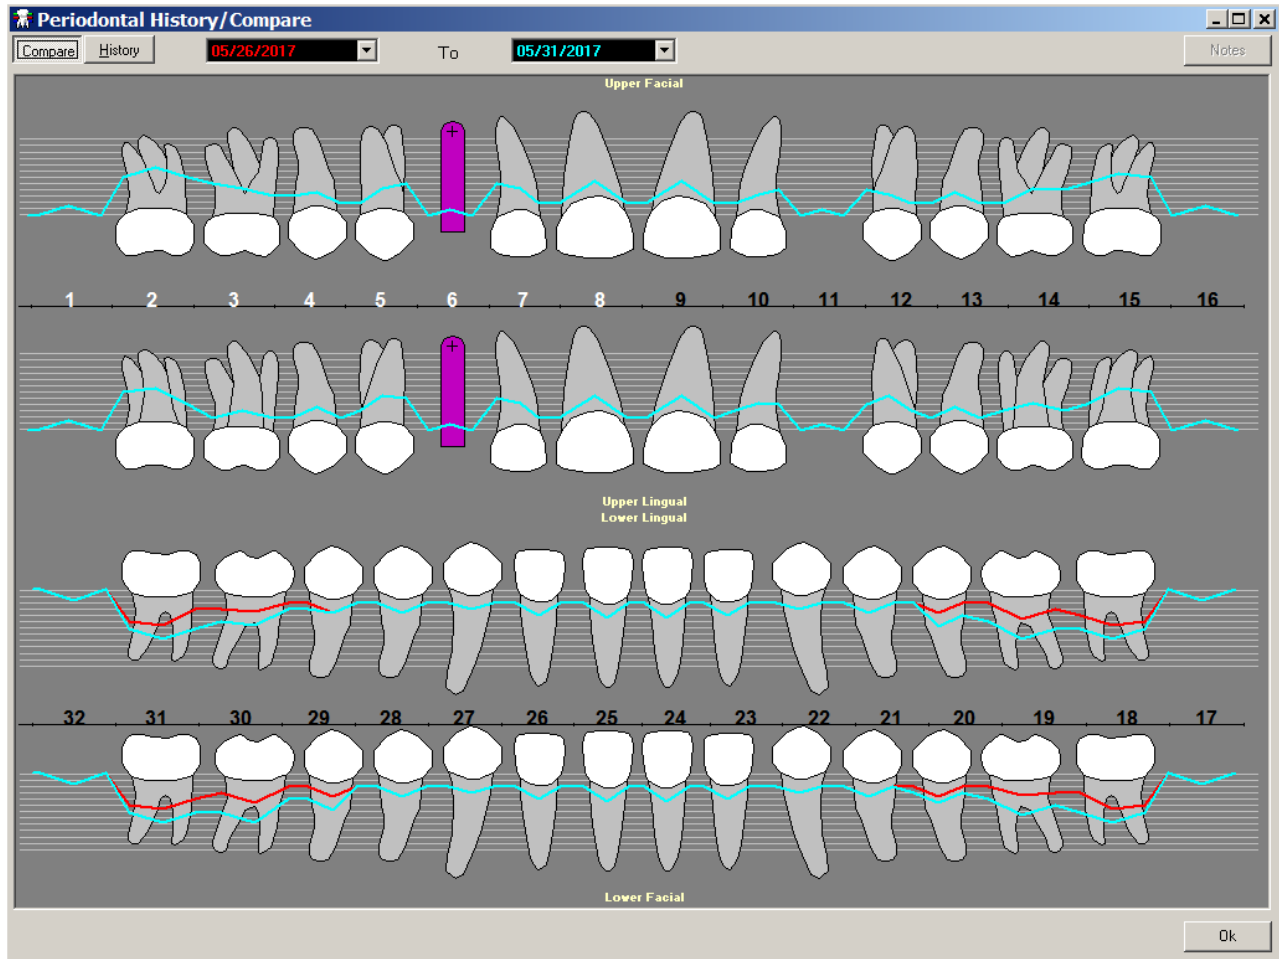 Periodontal History/Compare
Compare History 05/26/2017 To 05/31/2017 Notes
Upper Facial
1 2 3 4 5 6 7 8 9 10 11 12 13 14 15 16
Upper Lingual
Lower Lingual
32 31 30 29 28 27 26 25 24 23 22 21 20 19 18 17
Lower Facial
Ok